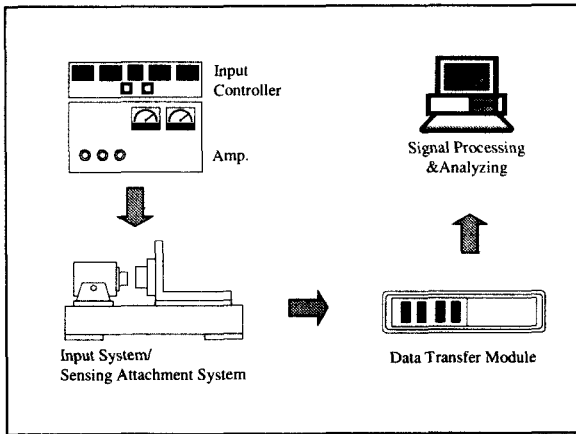 Input
Controller
Amp.
Signal Processing
&Analyzing
Input System/
Sensing Attachment System
Data Transfer Module